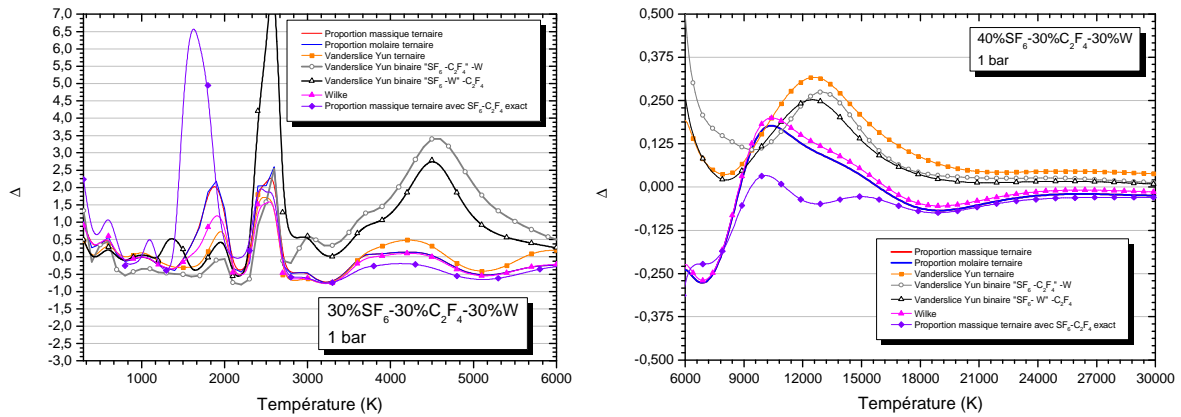 7,0
6,5
6,0
5,5
5,0
4,5
4,0
3,5
3,0
2,5
2,0
1,5
1,0
0,5
0,0
-0,5
-1,0
-1,5
-2,0
-2,5
-3,0
Δ
Proportion massique ternaire
Proportion molaire ternaire
Vanderslice Yun ternaire
Vanderslice Yun binaire "SF₆ -C₂F₄" -W
Vanderslice Yun binaire "SF₆ -W" -C₂F₄
Wilke
Proportion massique ternaire avec SF₆-C₂F₄ exact
30%SF₆-30%C₂F₄-30%W
1 bar
1000 2000 3000 4000 5000 6000
Température (K)
0,500
0,375
0,250
0,125
0,000
-0,125
-0,250
-0,375
-0,500
Δ
40%SF₆-30%C₂F₄-30%W
1 bar
Proportion massique ternaire
Proportion molaire ternaire
Vanderslice Yun ternaire
Vanderslice Yun binaire "SF₆ -C₂F₄" -W
Vanderslice Yun binaire "SF₆- W" -C₂F₄
Wilke
Proportion massique ternaire avec SF₆-C₂F₄ exact
6000 9000 12000 15000 18000 21000 24000 27000 30000
Température (K)